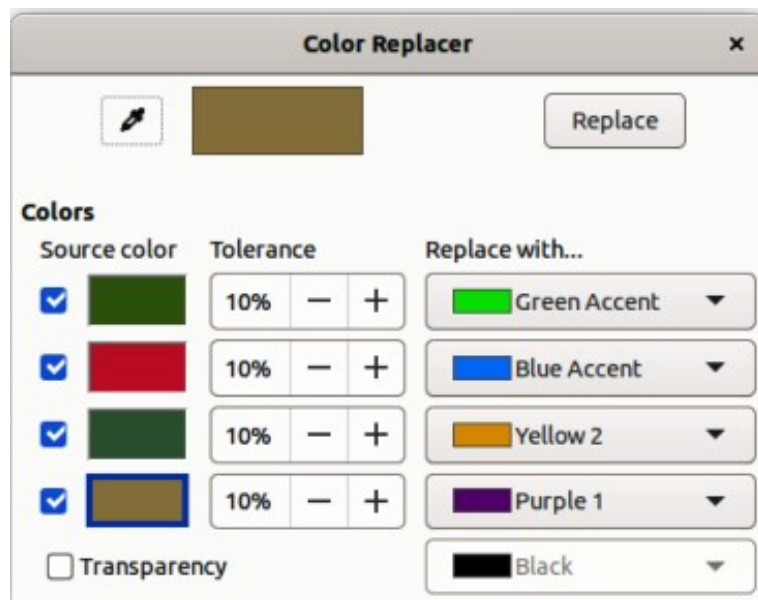 Color Replacer
Replace
Colors
Source color Tolerance Replace with...
10% Green Accent
10% Blue Accent
10% Yellow 2
10% Purple 1
Transparency Black